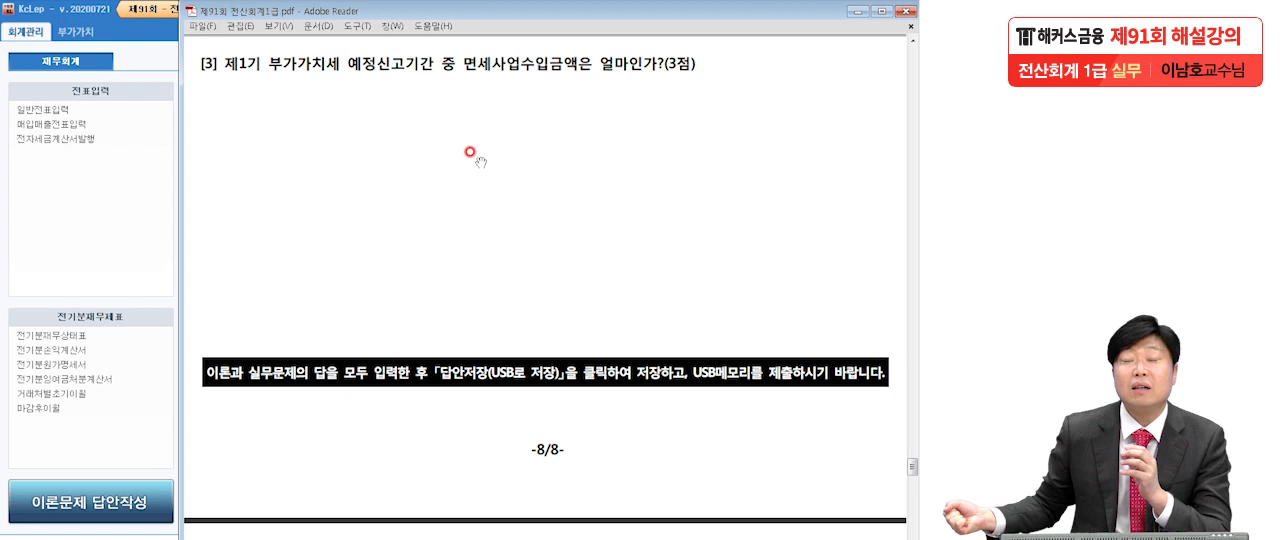 KcLep - v.20200721
제91회 - 전
회계관리
부가가치
재무회계
전표입력
일반전표입력
매입매출전표입력
전자세금계산서발행
전기분재무제표
전기분재무상태표
전기분손익계산서
전기분원가명세서
전기분잉여금처분계산서
거래처별초기이월
마감후이월
이론문제 답안작성
제91회 전산회계1급.pdf - Adobe Reader
파일(F) 편집(E) 보기(V) 문서(D) 도구(T) 창(W) 도움말(H)
[3] 제1기 부가가치세 예정신고기간 중 면세사업수입금액은 얼마인가?(3점)
이론과 실무문제의 답을 모두 입력한 후 「답안저장(USB로 저장)」을 클릭하여 저장하고, USB메모리를 제출하시기 바랍니다.
-8/8-
해커스금융 제91회 해설강의
전산회계 1급 실무 | 이남호교수님